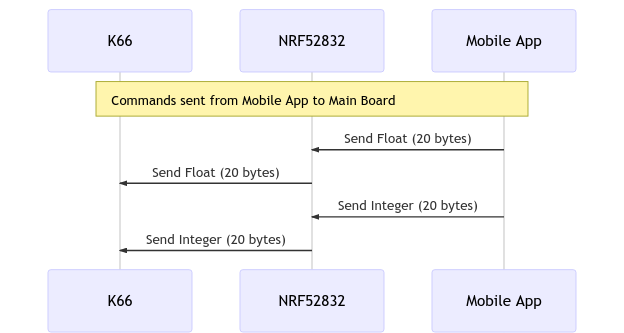 K66
NRF52832
Mobile App
Commands sent from Mobile App to Main Board
Send Float (20 bytes)
Send Float (20 bytes)
Send Integer (20 bytes)
Send Integer (20 bytes)
K66
NRF52832
Mobile App